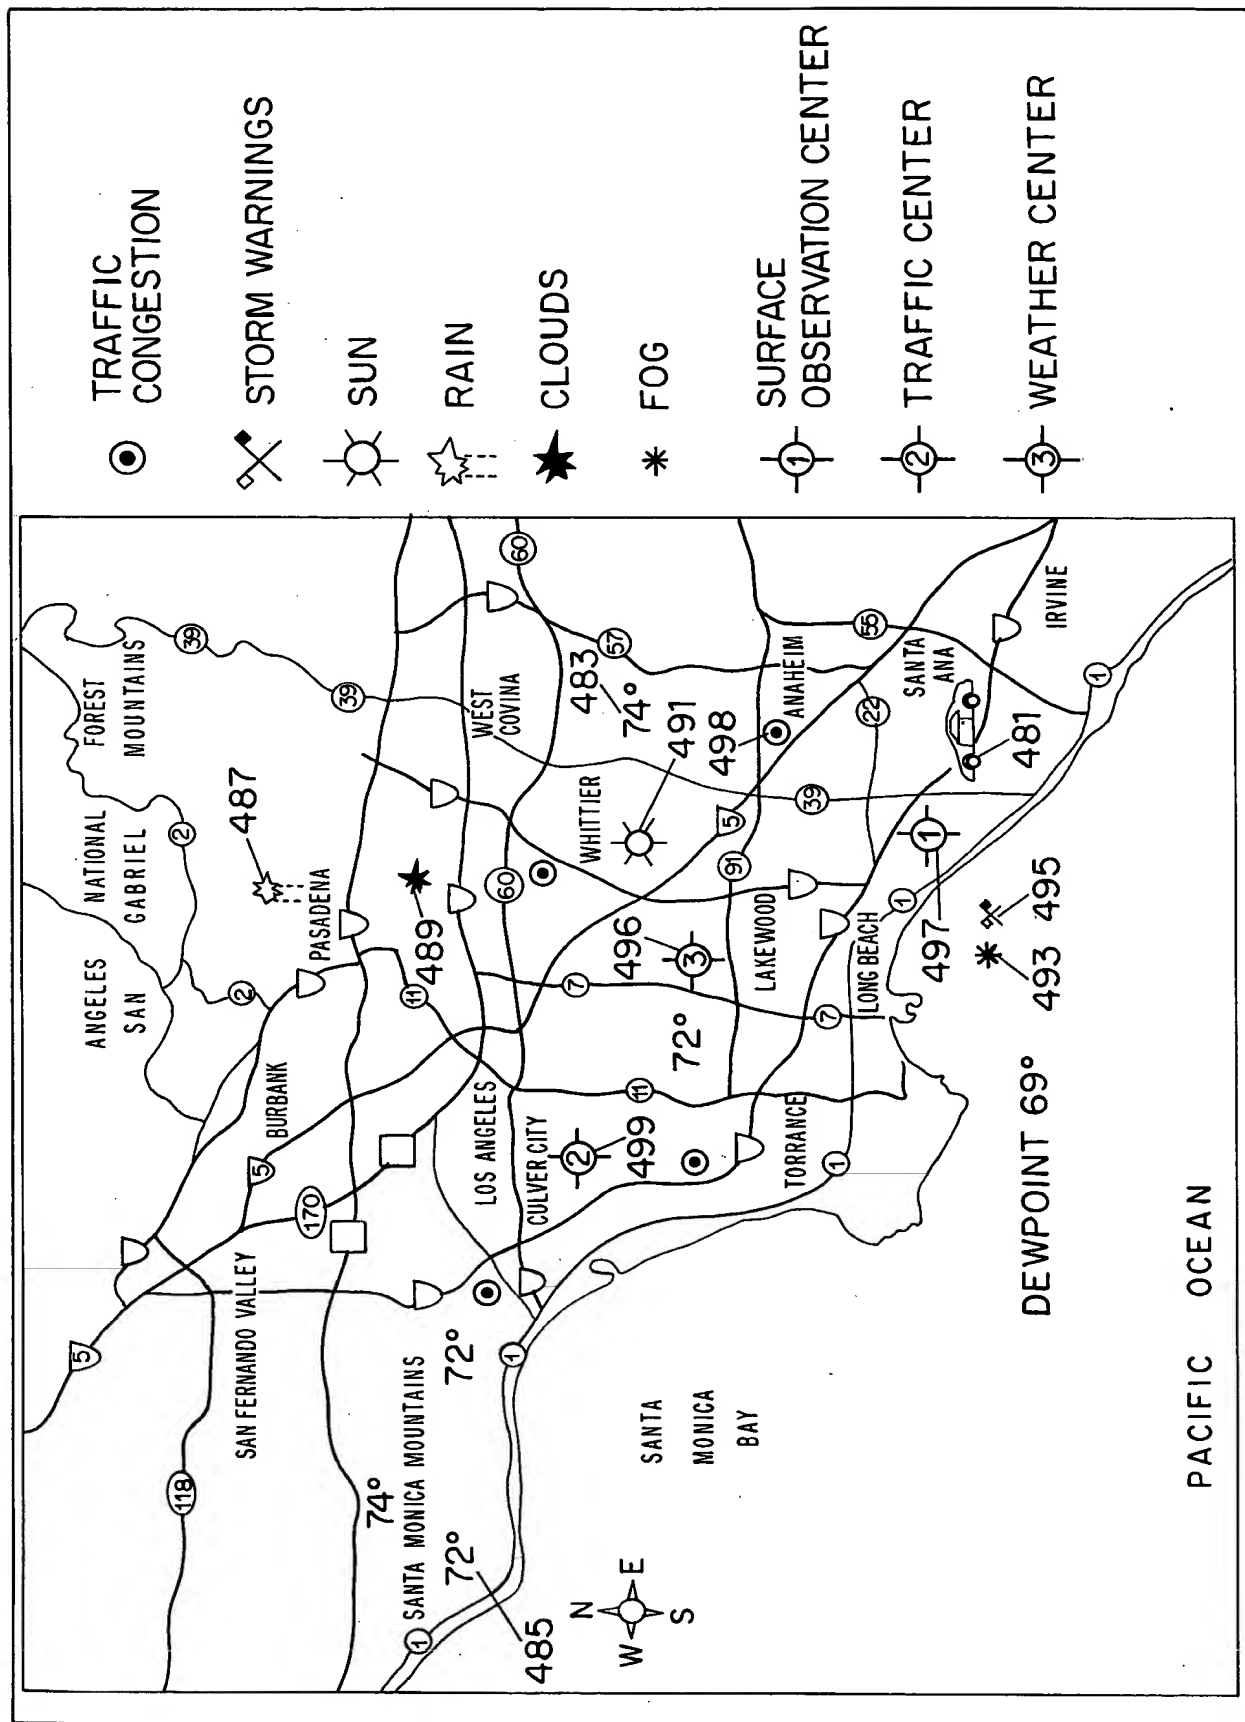 ANGELES NATIONAL FOREST
SAN GABRIEL MOUNTAINS
5
118
2
2
39
487
BURBANK
PASADENA
5
SAN FERNANDO VALLEY
170
39
74°
11
489
SANTA MONICA MOUNTAINS
1
72°
72°
485
LOS ANGELES
WEST
COVINA
60
60
1
CULVER CITY
2
499
7
483
74°
57
WHITTIER
491
496
3
498
11
72°
5
91
ANAHEIM
SANTA
MONICA
BAY
N
W E
S
TORRANCE
LAKEWOOD
1
7
39
22
55
LONG BEACH
1
SANTA
ANA
1
497
481
IRVINE
1
493
495
DEWPOINT 69°
PACIFIC OCEAN
TRAFFIC
CONGESTION
STORM WARNINGS
SUN
RAIN
CLOUDS
FOG
1 SURFACE
OBSERVATION CENTER
2 TRAFFIC CENTER
3 WEATHER CENTER